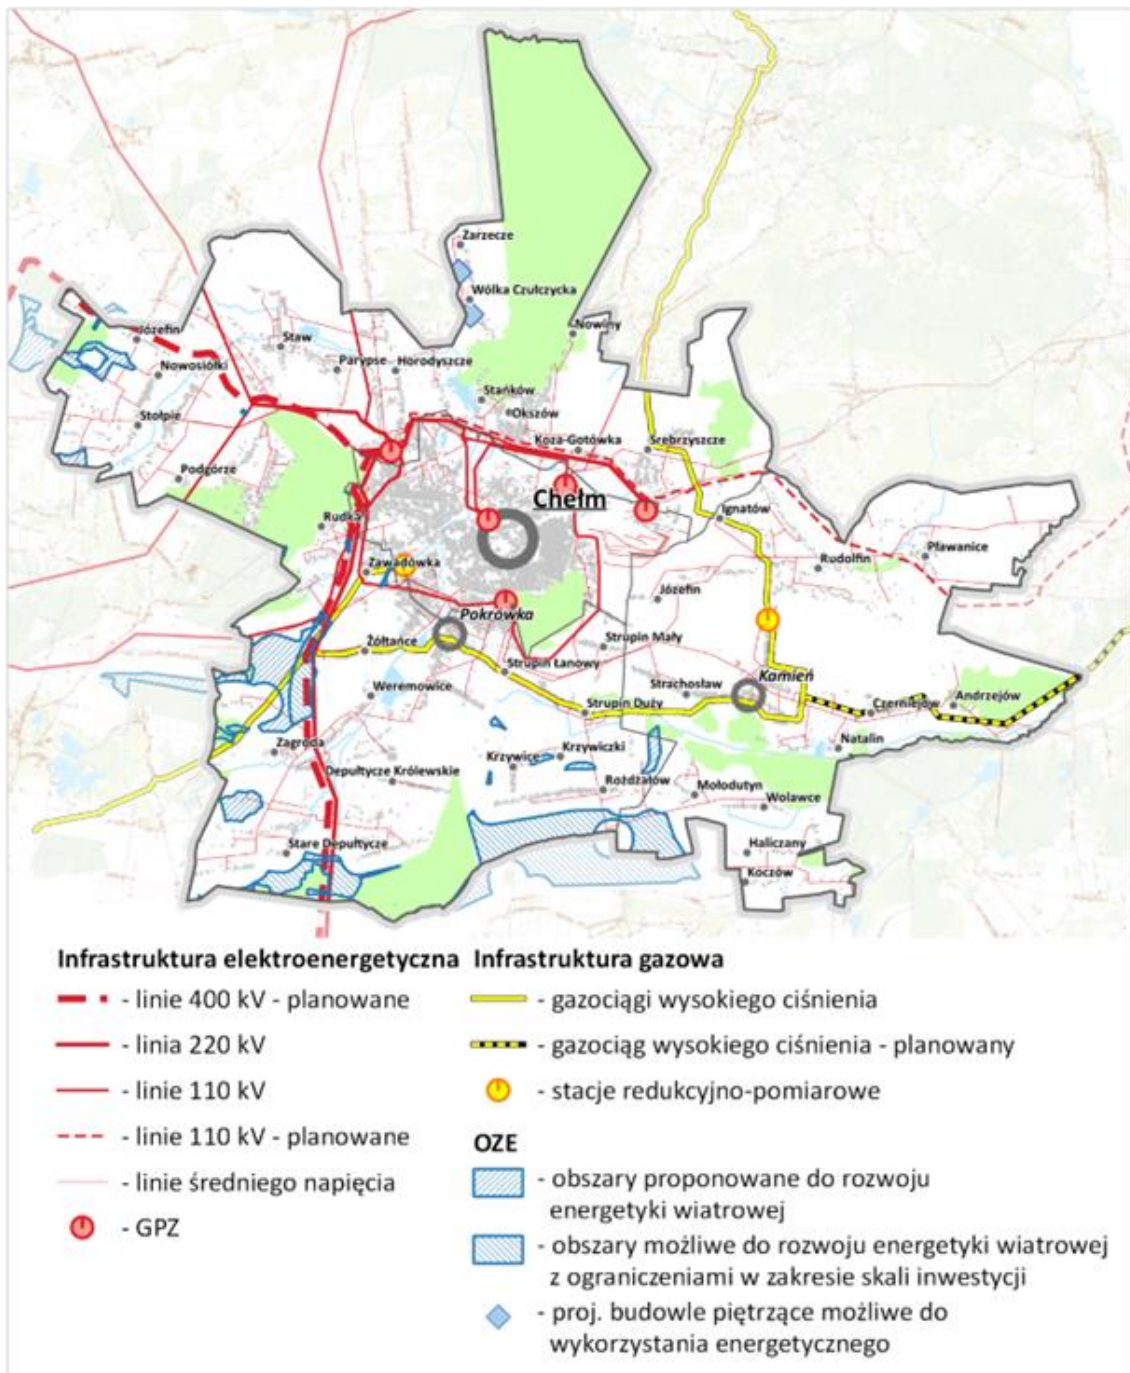 Zarzecze
Wólka Czułczycka
Nowiny
Józefin
Staw
Nowosiółki
Parypse
Horodyszcze
Stańków
Okszów
Stołpie
Koza-Gotówka
Srebrzyszcze
Podgórze
Chełm
Ignatów
Rudka
Pławanice
Zawadówka
Rudolfin
Józefin
Pokrówka
Żółtańce
Strupin Mały
Strupin Łanowy
Kamień
Weremowice
Strachosław
Andrzejów
Strupin Duży
Czerniejów
Zagroda
Krzywice
Krzywiczki
Natalin
Depułtycze Królewskie
Rożdżałów
Mołodutyn
Wolawce
Stare Depułtycze
Haliczany
Koczów
Infrastruktura elektroenergetyczna
- linie 400 kV - planowane
- linia 220 kV
- linie 110 kV
- linie 110 kV - planowane
- linie średniego napięcia
- GPZ
Infrastruktura gazowa
- gazociągi wysokiego ciśnienia
- gazociąg wysokiego ciśnienia - planowany
- stacje redukcyjno-pomiarowe
OZE
- obszary proponowane do rozwoju
energetyki wiatrowej
- obszary możliwe do rozwoju energetyki wiatrowej
z ograniczeniami w zakresie skali inwestycji
- proj. budowle piętrzące możliwe do
wykorzystania energetycznego